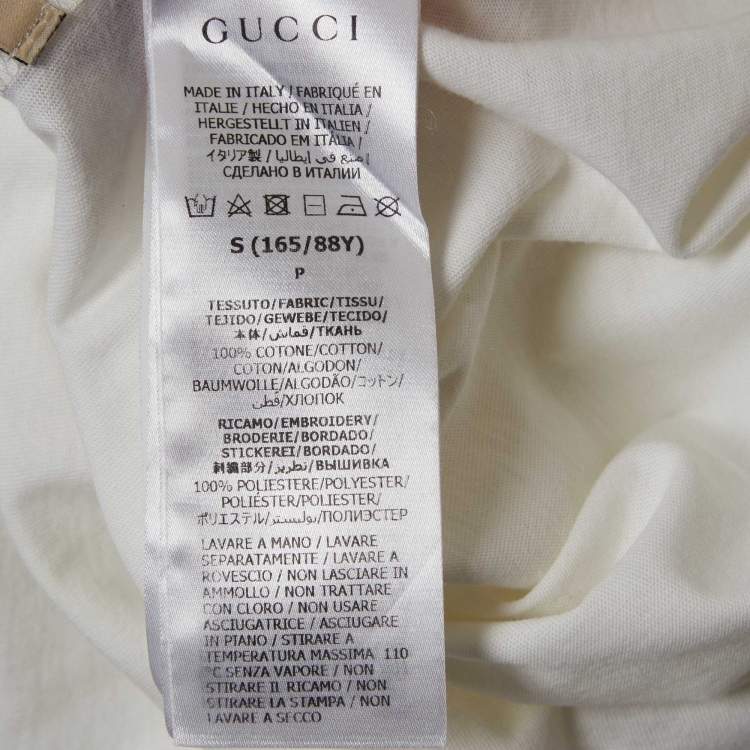 GUCCI
MADE IN ITALY / FABRIQUÉ EN
ITALIE / HECHO EN ITALIA /
HERGESTELLT IN ITALIEN /
FABRICADO EM ITÁLIA /
イタリア製 / اصنع في إيطاليا /
СДЕЛАНО В ИТАЛИИ
S (165/88Y)
P
TESSUTO/FABRIC/TISSU/
TEJIDO/GEWEBE/TECIDO/
本体/قماش/ТКАНЬ
100% COTONE/COTTON/
COTON/ALGODON/
BAUMWOLLE/ALGODÃO/コットン/
قطن/ХЛОПОК
RICAMO/EMBROIDERY/
BRODERIE/BORDADO/
STICKEREI/BORDADO/
刺繍部分/تطريز/ВЫШИВКА
100% POLIESTERE/POLYESTER/
POLIÉSTER/POLYESTER/
ポリエステル/بوليستر/ПОЛИЭСТЕР
LAVARE A MANO / LAVARE
SEPARATAMENTE / LAVARE A
ROVESCIO / NON LASCIARE IN
AMMOLLO / NON TRATTARE
CON CLORO / NON USARE
ASCIUGATRICE / ASCIUGARE
IN PIANO / STIRARE A
TEMPERATURA MASSIMA 110
°C SENZA VAPORE / NON
STIRARE IL RICAMO / NON
STIRARE LA STAMPA / NON
LAVARE A SECCO